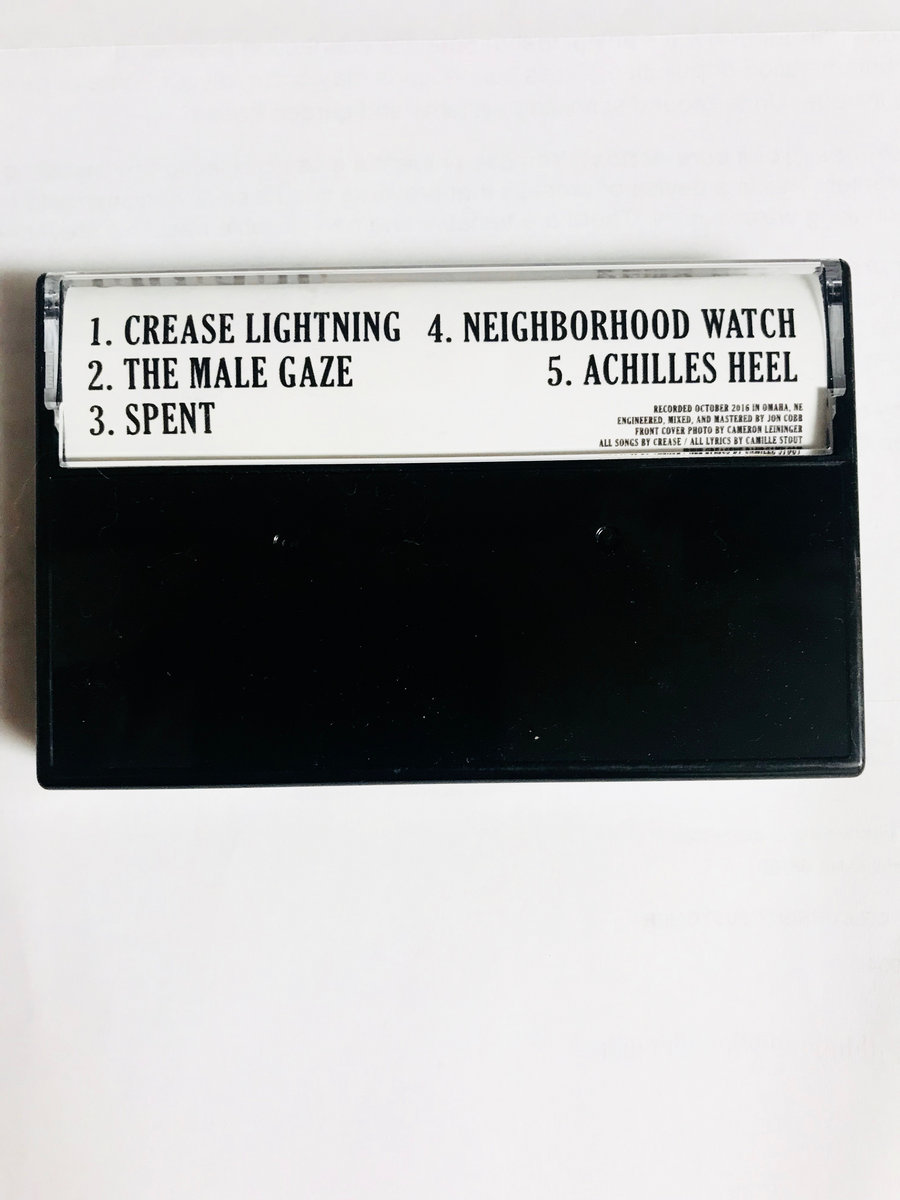 1. CREASE LIGHTNING
2. THE MALE GAZE
3. SPENT
4. NEIGHBORHOOD WATCH
5. ACHILLES HEEL
RECORDED OCTOBER 2016 IN OMAHA, NE
ENGINEERED, MIXED, AND MASTERED BY JON COBB
FRONT COVER PHOTO BY CAMERON LEININGER
ALL SONGS BY CREASE / ALL LYRICS BY CAMILLE STOUT